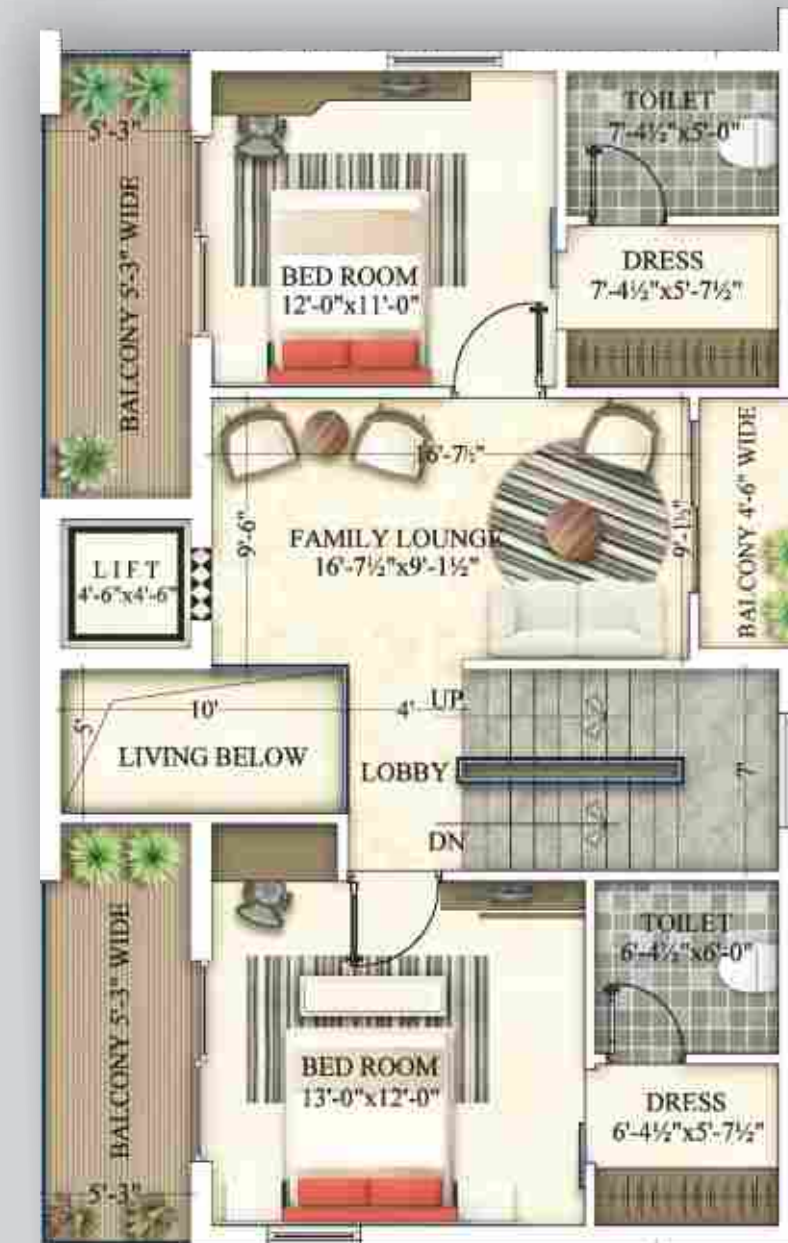 TOILET
7'-4½"x5'-0"
5'-3"
BALCONY 5'-3" WIDE
BED ROOM
12'-0"x11'-0"
DRESS
7'-4½"x5'-7½"
16'-7½"
9'-6"
FAMILY LOUNGE
16'-7½"x9'-1½"
9'-1½"
BALCONY 4'-6" WIDE
LIFT
4'-6"x4'-6"
10'
4'
UP
5'
LIVING BELOW
LOBBY
7'
DN
BALCONY 5'-3" WIDE
TOILET
6'-4½"x6'-0"
BED ROOM
13'-0"x12'-0"
DRESS
6'-4½"x5'-7½"
5'-3"